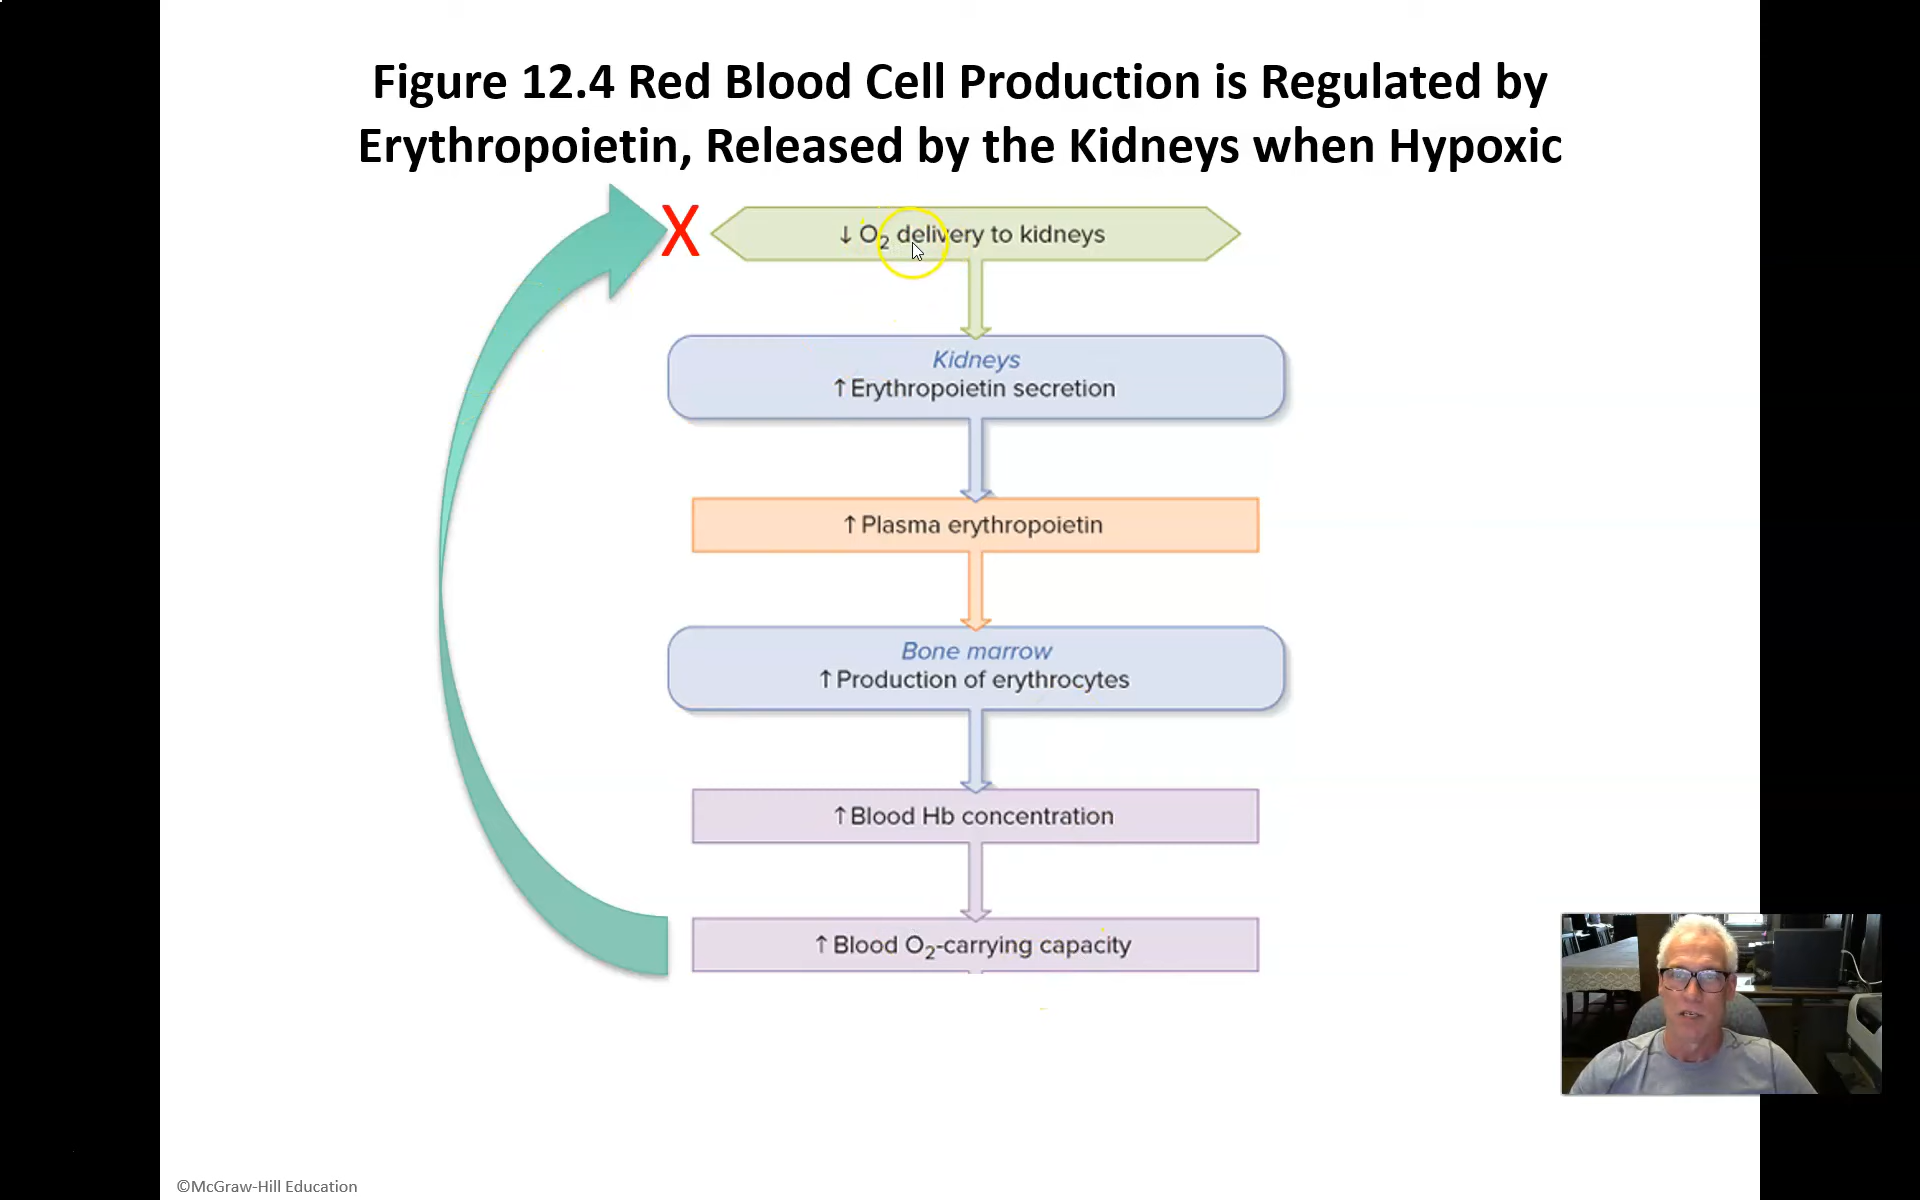 Figure 12.4 Red Blood Cell Production is Regulated by
Erythropoietin, Released by the Kidneys when Hypoxic
X
↓ O₂ delivery to kidneys
Kidneys
↑Erythropoietin secretion
↑Plasma erythropoietin
Bone marrow
↑Production of erythrocytes
↑Blood Hb concentration
↑Blood O₂-carrying capacity
©McGraw-Hill Education